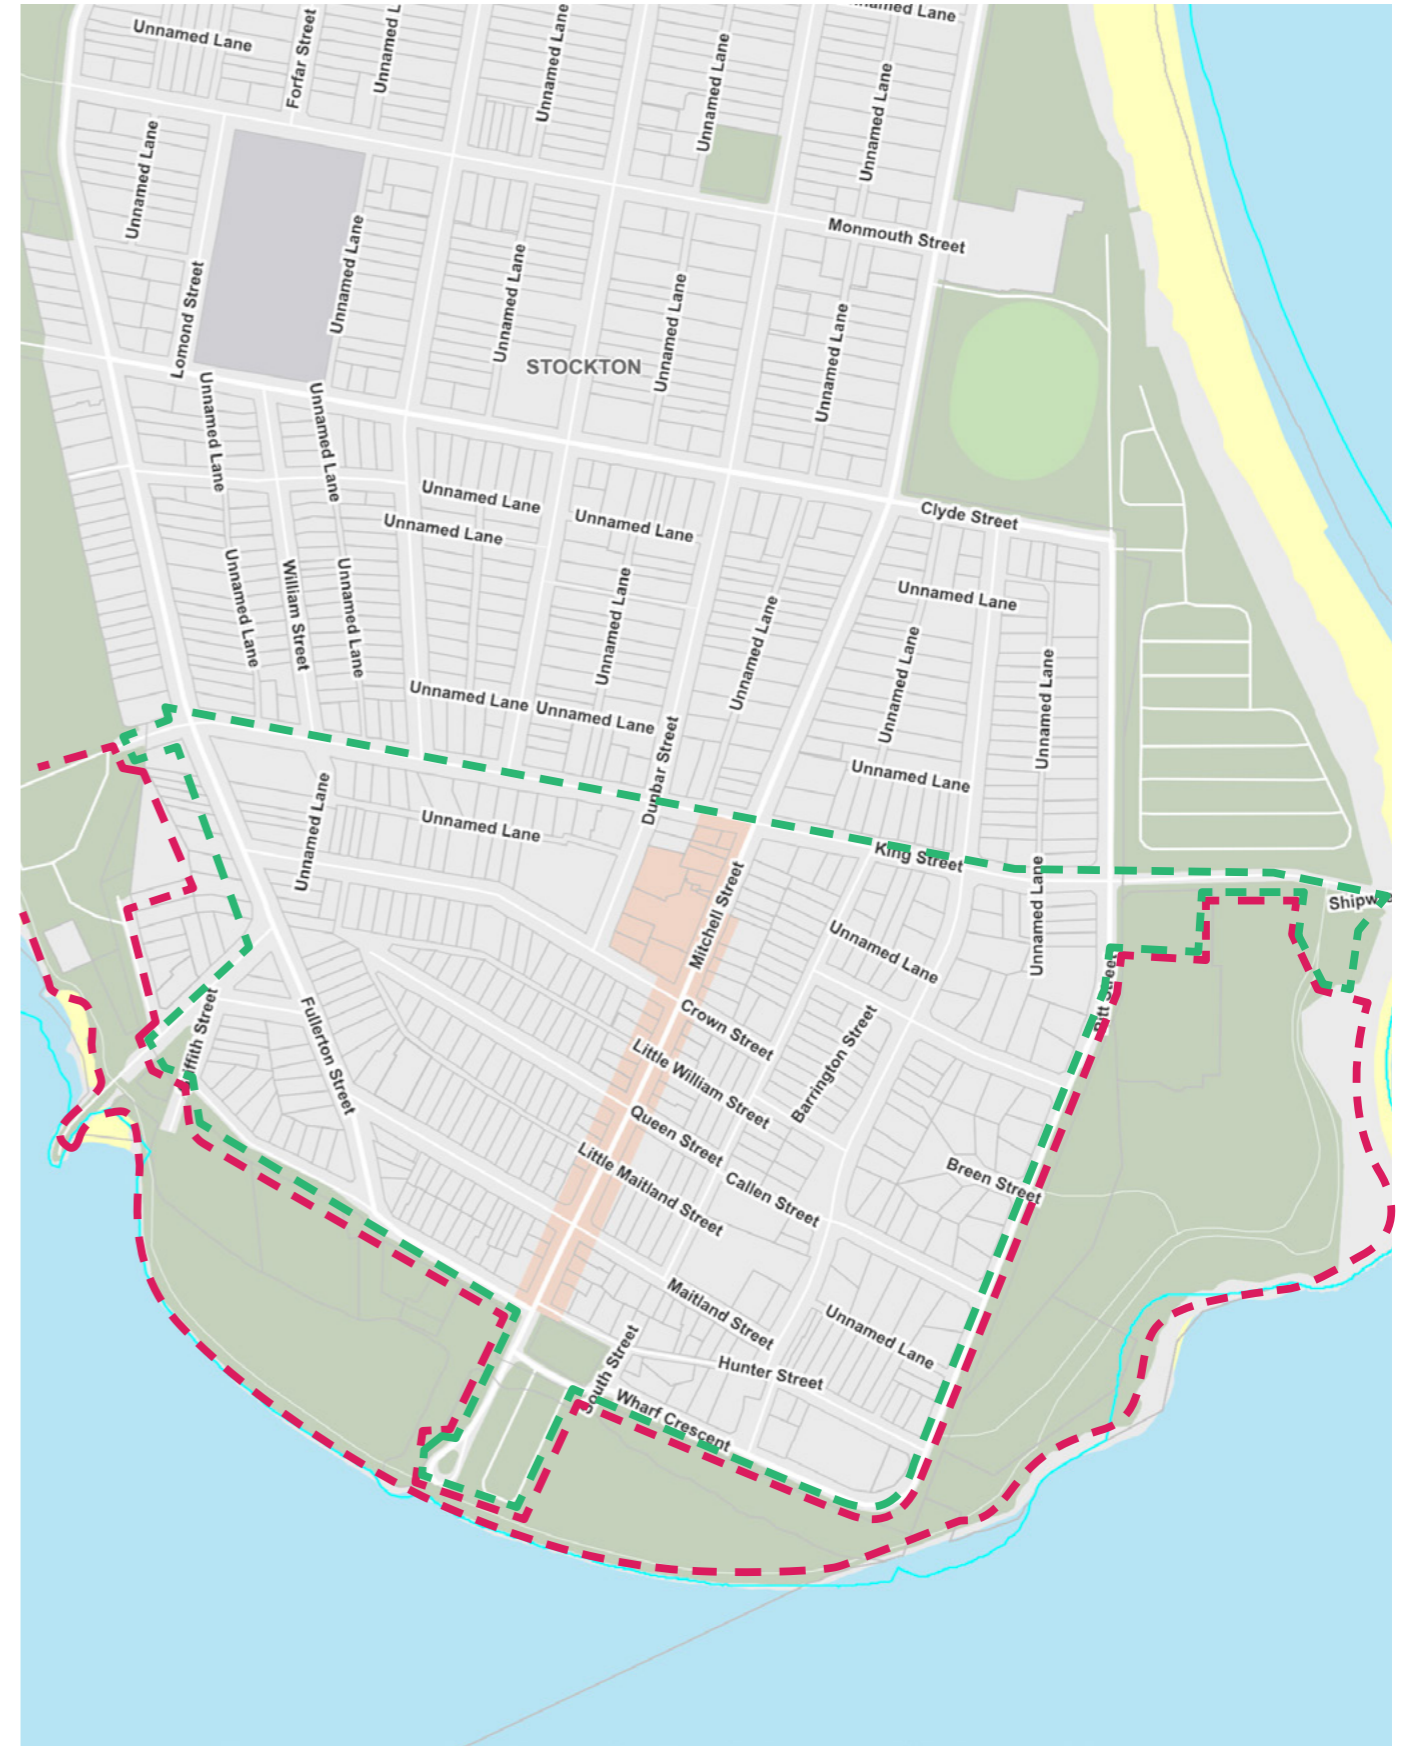 Unnamed Lane
Unnamed Lane
Forfar Street
Unnamed L
Unnamed Lane
Unnamed Lane
Unnamed Lane
Unnamed Lane
Unnamed Lane
Lomond Street
Unnamed Lane
Unnamed Lane
Unnamed Lane
Unnamed Lane
Monmouth Street
STOCKTON
Unnamed Lane
Unnamed Lane
Unnamed Lane
Unnamed Lane
Unnamed Lane
Clyde Street
Unnamed Lane
William Street
Unnamed Lane
Unnamed Lane
Unnamed Lane
Unnamed Lane
Unnamed Lane
Unnamed Lane
Unnamed Lane
Unnamed Lane
Dunbar Street
Unnamed Lane
Unnamed Lane
Unnamed Lane
King Street
Mitchell Street
Unnamed Lane
Unnamed Lane
Shipw
Pitt Street
iffith Street
Fullerton Street
Crown Street
Little William Street
Barrington Street
Queen Street
Little Maitland Street
Callen Street
Breen Street
Maitland Street
Unnamed Lane
South Street
Hunter Street
Wharf Crescent